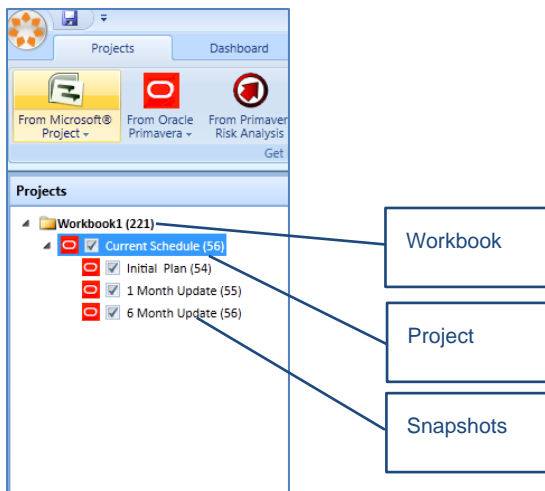 Projects Dashboard
From Microsoft® From Oracle From Primaver
Project Primavera Risk Analysis
Get
Projects
Workbook1 (221)
Current Schedule (56)
Initial Plan (54)
1 Month Update (55)
6 Month Update (56)
Workbook
Project
Snapshots